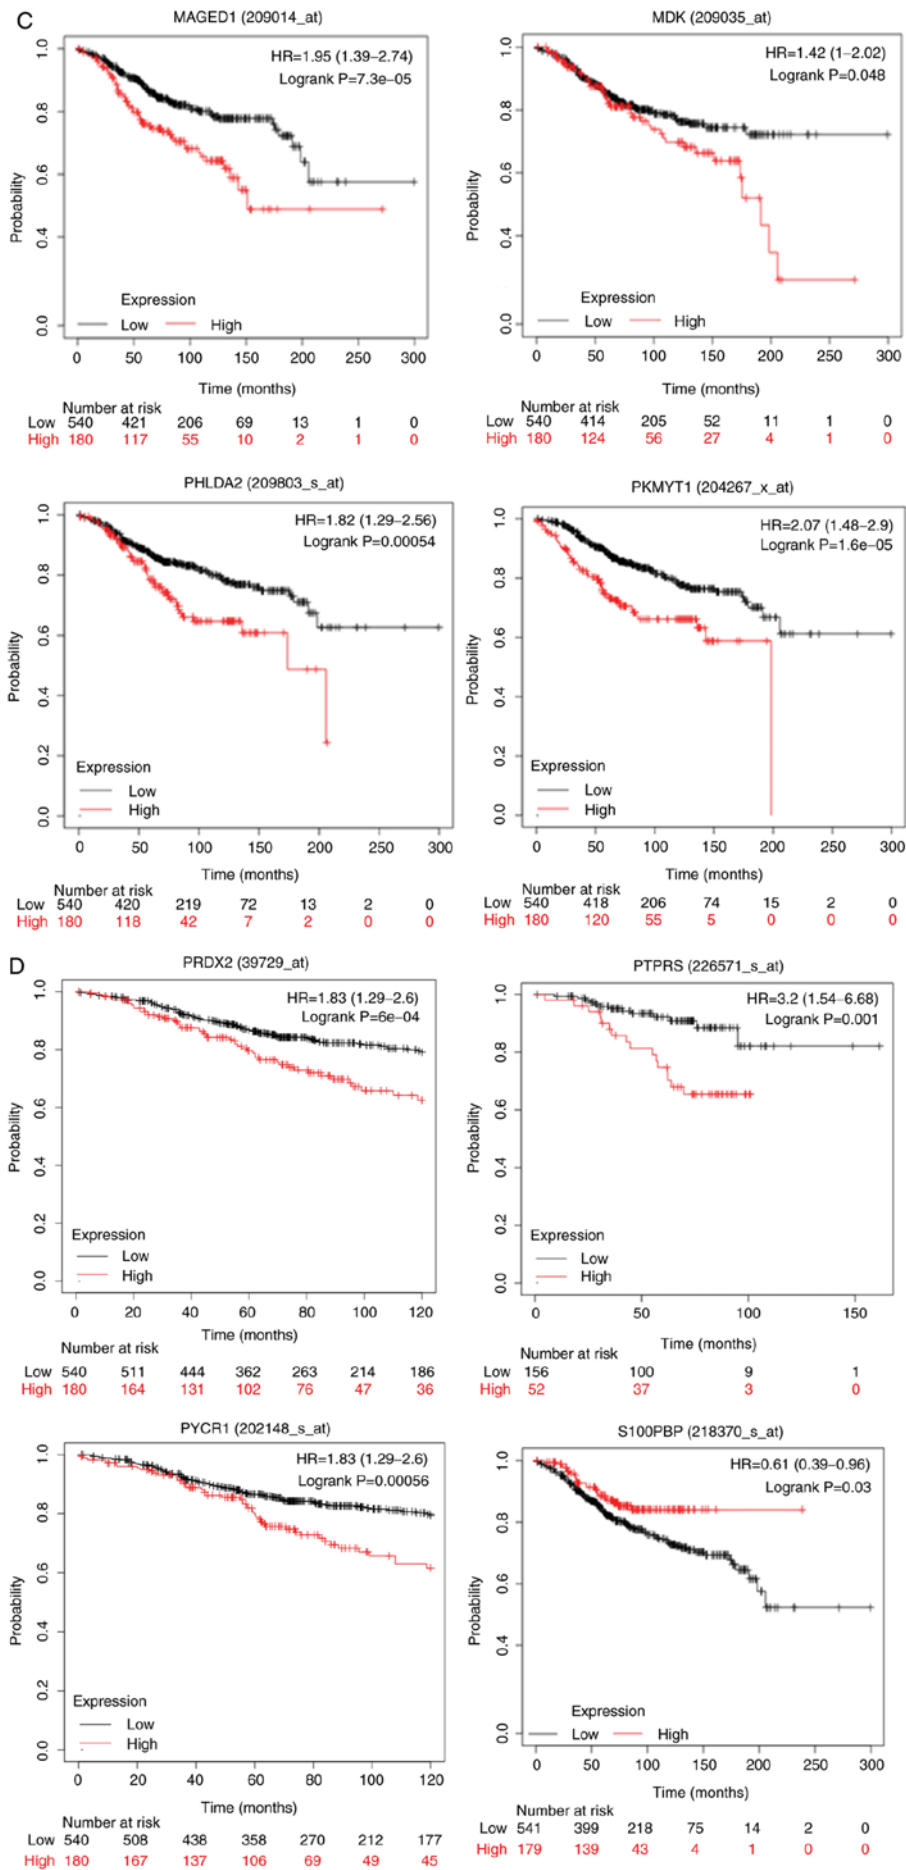 C
MAGED1 (209014_at)
HR=1.95 (1.39–2.74)
Logrank P=7.3e–05
Probability
1.0
0.8
0.6
0.4
0.0
Expression
Low High
0 50 100 150 200 250 300
Time (months)
Number at risk
Low 540 421 206 69 13 1 0
High 180 117 55 10 2 1 0
MDK (209035_at)
HR=1.42 (1–2.02)
Logrank P=0.048
Probability
1.0
0.8
0.6
0.4
0.0
Expression
Low High
0 50 100 150 200 250 300
Time (months)
Number at risk
Low 540 414 205 52 11 1 0
High 180 124 56 27 4 1 0
PHLDA2 (209803_s_at)
HR=1.82 (1.29–2.56)
Logrank P=0.00054
Probability
1.0
0.8
0.6
0.4
0.2
0.0
Expression
Low
High
0 50 100 150 200 250 300
Time (months)
Number at risk
Low 540 420 219 72 13 2 0
High 180 118 42 7 2 0 0
PKMYT1 (204267_x_at)
HR=2.07 (1.48–2.9)
Logrank P=1.6e–05
Probability
1.0
0.8
0.6
0.4
0.2
0.0
Expression
Low
High
0 50 100 150 200 250 300
Time (months)
Number at risk
Low 540 418 206 74 15 2 0
High 180 120 55 5 0 0 0
D
PRDX2 (39729_at)
HR=1.83 (1.29–2.6)
Logrank P=6e–04
Probability
1.0
0.8
0.6
0.4
0.2
0.0
Expression
Low
High
0 20 40 60 80 100 120
Time (months)
Number at risk
Low 540 511 444 362 263 214 186
High 180 164 131 102 76 47 36
PTPRS (226571_s_at)
HR=3.2 (1.54–6.68)
Logrank P=0.001
Probability
1.0
0.8
0.6
0.4
0.2
0.0
Expression
Low
High
0 50 100 150
Time (months)
Number at risk
Low 156 100 9 1
High 52 37 3 0
PYCR1 (202148_s_at)
HR=1.83 (1.29–2.6)
Logrank P=0.00056
Probability
1.0
0.8
0.6
0.4
0.2
0.0
Expression
Low
High
0 20 40 60 80 100 120
Time (months)
Number at risk
Low 540 508 438 358 270 212 177
High 180 167 137 106 69 49 45
S100PBP (218370_s_at)
HR=0.61 (0.39–0.96)
Logrank P=0.03
Probability
1.0
0.8
0.6
0.4
0.0
Expression
Low High
0 50 100 150 200 250 300
Time (months)
Number at risk
Low 541 399 218 75 14 2 0
High 179 139 43 4 1 0 0